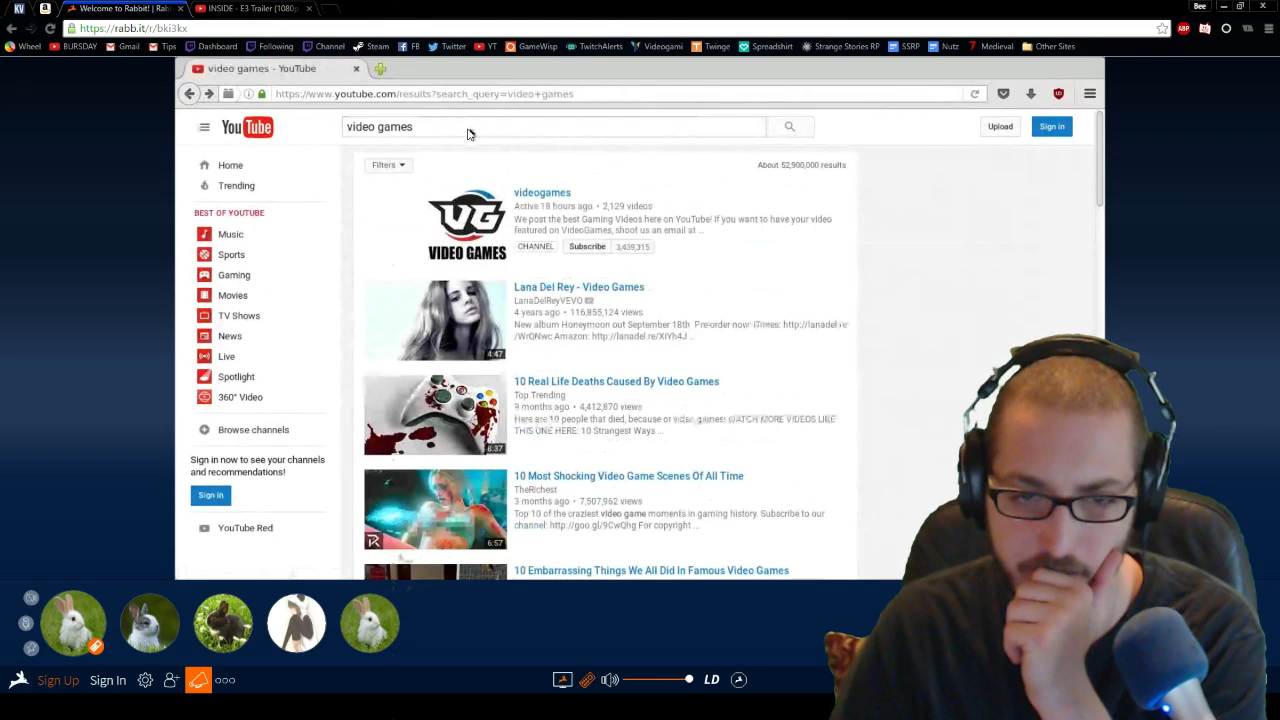 Bee
Welcome to Rabbit! | Rab
INSIDE - E3 Trailer (1080p
https://rabb.it/r/bki3kx
Wheel
BURSDAY
Gmail
Tips
Dashboard
Following
Channel
Steam
FB
Twitter
YT
GameWisp
TwitchAlerts
Videogami
Twinge
Spreadshirt
Strange Stories RP
SSRP
Nutz
Medieval
Other Sites
video games - YouTube
https://www.youtube.com/results?search_query=video+games
YouTube
video games
Upload
Sign in
Home
Trending
BEST OF YOUTUBE
Music
Sports
Gaming
Movies
TV Shows
News
Live
Spotlight
360° Video
Browse channels
Sign in now to see your channels
and recommendations!
Sign in
YouTube Red
Filters
About 52,900,000 results
VG
VIDEO GAMES
videogames
Active 18 hours ago • 2,129 videos
We post the best Gaming Videos here on YouTube! If you want to have your video
featured on VideoGames, shoot us an email at ...
CHANNEL
Subscribe
3,439,315
4:47
Lana Del Rey - Video Games
LanaDelReyVEVO
4 years ago • 116,855,124 views
New album Honeymoon out September 18th. Pre-order now iTimes: http://lanadel.re
/WrQNwc Amazon: http://lanadel.re/XIYh4J ...
6:37
10 Real Life Deaths Caused By Video Games
Top Trending
9 months ago • 4,412,870 views
Here are 10 people that died, because of video games! WATCH MORE VIDEOS LIKE
THIS ONE HERE: 10 Strangest Ways ...
6:57
10 Most Shocking Video Game Scenes Of All Time
TheRichest
3 months ago • 7,507,962 views
Top 10 of the craziest video game moments in gaming history. Subscribe to our
channel: http://goo.gl/9CwQhg For copyright ...
10 Embarrassing Things We All Did In Famous Video Games
Sign Up
Sign In
LD